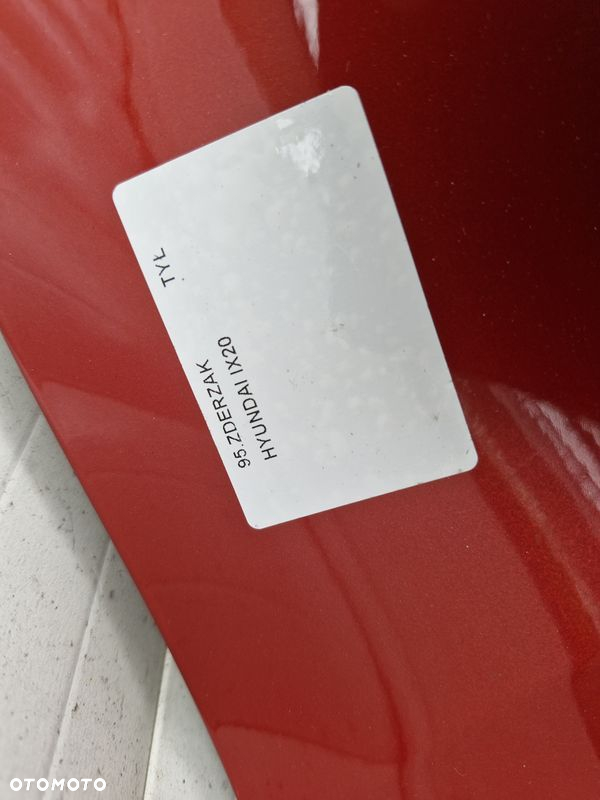 95.ZDERZAK TYŁ
HYUNDAI IX20
OTOMOTO